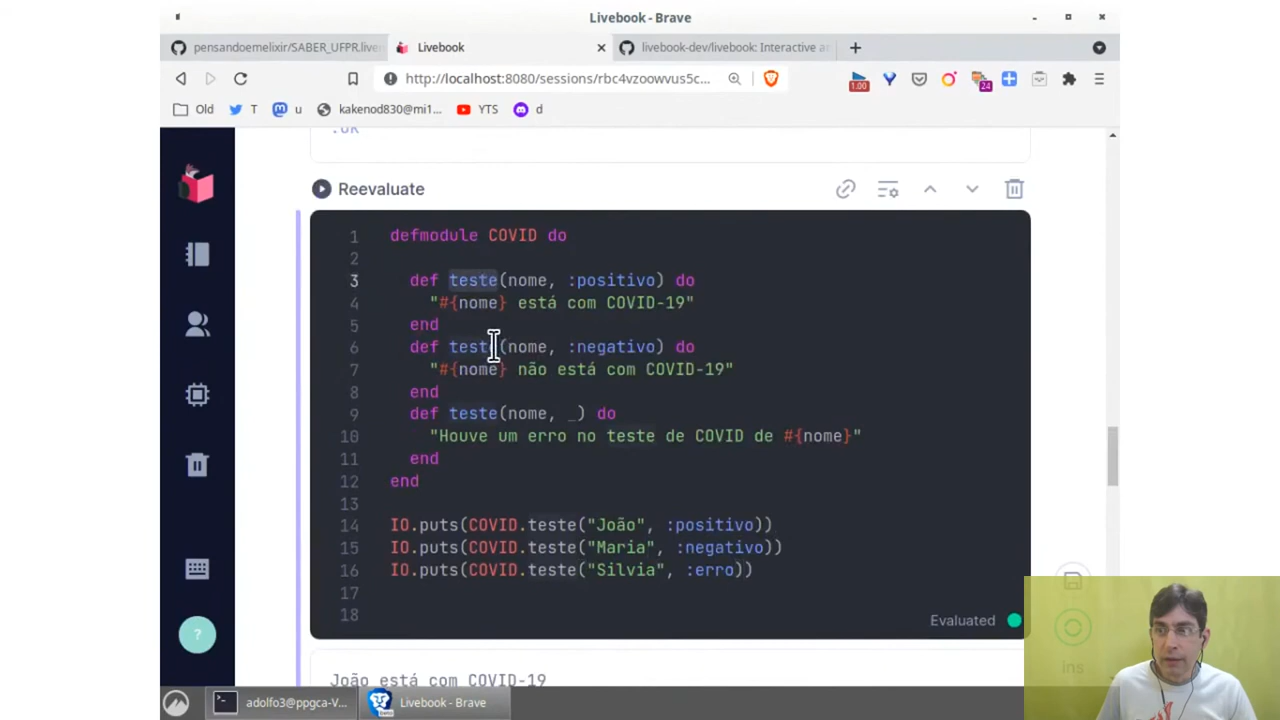 Livebook - Brave
pensandoemelixir/SABER_UFPR.live
Livebook
livebook-dev/livebook: Interactive a
http://localhost:8080/sessions/rbc4vzoowvus5c...
1.00
24
Old
T
u
kakenod830@mi1...
YTS
d
Reevaluate
1 defmodule COVID do
2
3 def teste(nome, :positivo) do
4 "#{nome} está com COVID-19"
5 end
6 def teste(nome, :negativo) do
7 "#{nome} não está com COVID-19"
8 end
9 def teste(nome, _) do
10 "Houve um erro no teste de COVID de #{nome}"
11 end
12 end
13
14 IO.puts(COVID.teste("João", :positivo))
15 IO.puts(COVID.teste("Maria", :negativo))
16 IO.puts(COVID.teste("Silvia", :erro))
17
18
Evaluated
?
ins
João está com COVID-19
adolfo3@ppgca-V...
Livebook - Brave